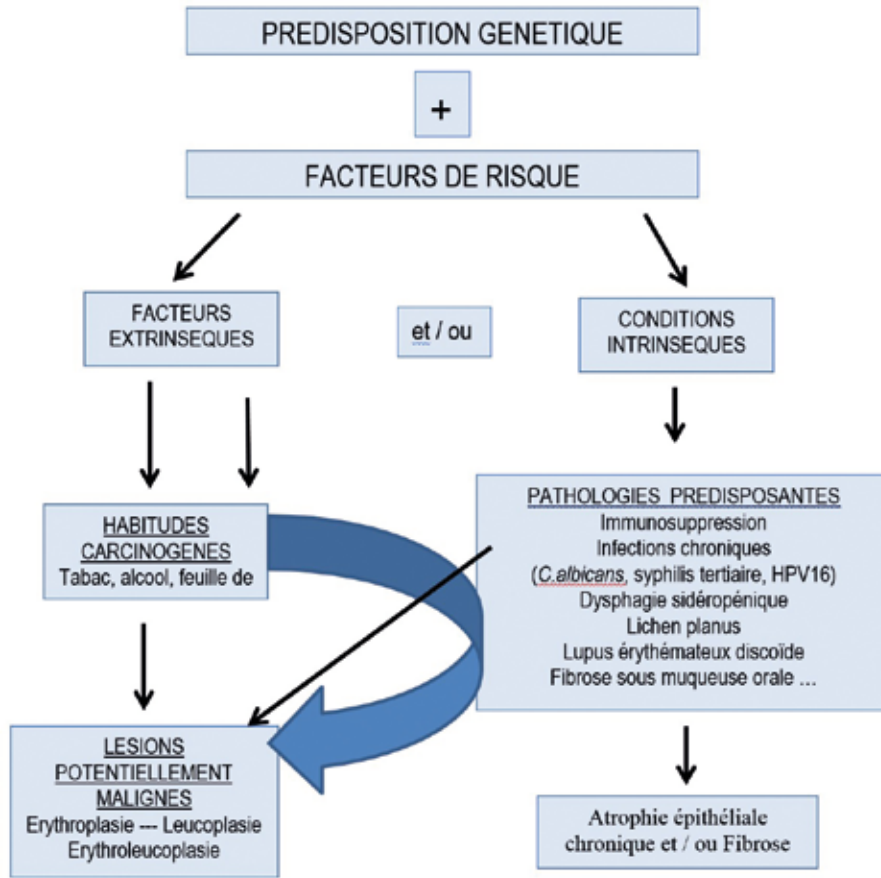 PREDISPOSITION GENETIQUE
+
FACTEURS DE RISQUE
FACTEURS
EXTRINSEQUES
et / ou
CONDITIONS
INTRINSEQUES
HABITUDES
CARCINOGENES
Tabac, alcool, feuille de
PATHOLOGIES PREDISPOSANTES
Immunosuppression
Infections chroniques
(C.albicans, syphilis tertiaire, HPV16)
Dysphagie sidéropénique
Lichen planus
Lupus érythémateux discoïde
Fibrose sous muqueuse orale ...
LESIONS
POTENTIELLEMENT
MALIGNES
Erythroplasie --- Leucoplasie
Erythroleucoplasie
Atrophie épithéliale
chronique et / ou Fibrose